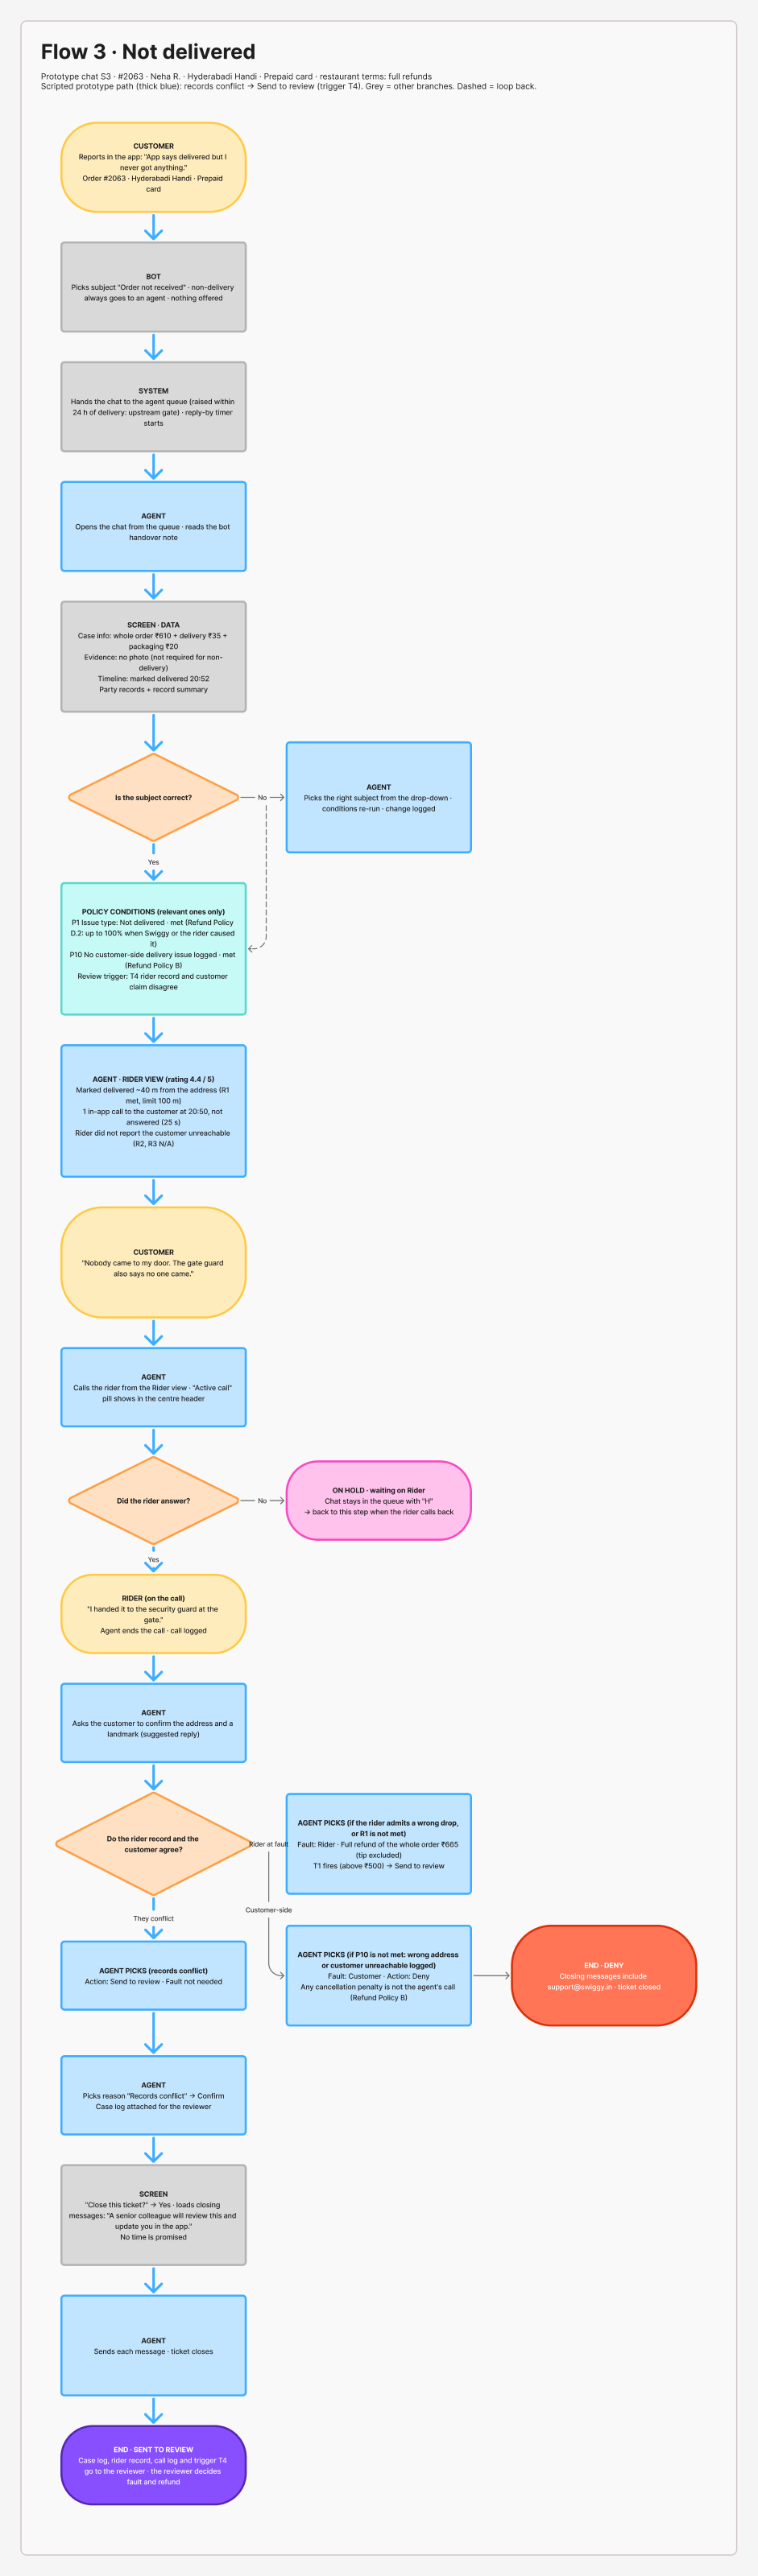 Flow 3 · Not delivered
Prototype chat S3 · #2063 · Neha R. · Hyderabadi Handi · Prepaid card · restaurant terms: full refunds
Scripted prototype path (thick blue): records conflict → Send to review (trigger T4). Grey = other branches. Dashed = loop back.
CUSTOMER
Reports in the app: "App says delivered but I
never got anything."
Order #2063 · Hyderabadi Handi · Prepaid
card
BOT
Picks subject "Order not received" · non-delivery
always goes to an agent · nothing offered
SYSTEM
Hands the chat to the agent queue (raised within
24 h of delivery: upstream gate) · reply-by timer
starts
AGENT
Opens the chat from the queue · reads the bot
handover note
SCREEN · DATA
Case info: whole order ₹610 + delivery ₹35 +
packaging ₹20
Evidence: no photo (not required for non-
delivery)
Timeline: marked delivered 20:52
Party records + record summary
Is the subject correct?
No
AGENT
Picks the right subject from the drop-down ·
conditions re-run · change logged
Yes
POLICY CONDITIONS (relevant ones only)
P1 Issue type: Not delivered · met (Refund Policy
D.2: up to 100% when Swiggy or the rider caused
it)
P10 No customer-side delivery issue logged · met
(Refund Policy B)
Review trigger: T4 rider record and customer
claim disagree
AGENT · RIDER VIEW (rating 4.4 / 5)
Marked delivered ~40 m from the address (R1
met, limit 100 m)
1 in-app call to the customer at 20:50, not
answered (25 s)
Rider did not report the customer unreachable
(R2, R3 N/A)
CUSTOMER
"Nobody came to my door. The gate guard
also says no one came."
AGENT
Calls the rider from the Rider view · "Active call"
pill shows in the centre header
Did the rider answer?
No
ON HOLD · waiting on Rider
Chat stays in the queue with "H"
→ back to this step when the rider calls back
Yes
RIDER (on the call)
"I handed it to the security guard at the
gate."
Agent ends the call · call logged
AGENT
Asks the customer to confirm the address and a
landmark (suggested reply)
Do the rider record and the
customer agree?
Rider at fault
AGENT PICKS (if the rider admits a wrong drop,
or R1 is not met)
Fault: Rider · Full refund of the whole order ₹665
(tip excluded)
T1 fires (above ₹500) → Send to review
Customer-side
They conflict
AGENT PICKS (if P10 is not met: wrong address
or customer unreachable logged)
Fault: Customer · Action: Deny
Any cancellation penalty is not the agent's call
(Refund Policy B)
END · DENY
Closing messages include
support@swiggy.in · ticket closed
AGENT PICKS (records conflict)
Action: Send to review · Fault not needed
AGENT
Picks reason "Records conflict" → Confirm
Case log attached for the reviewer
SCREEN
"Close this ticket?" → Yes · loads closing
messages: "A senior colleague will review this and
update you in the app."
No time is promised
AGENT
Sends each message · ticket closes
END · SENT TO REVIEW
Case log, rider record, call log and trigger T4
go to the reviewer · the reviewer decides
fault and refund